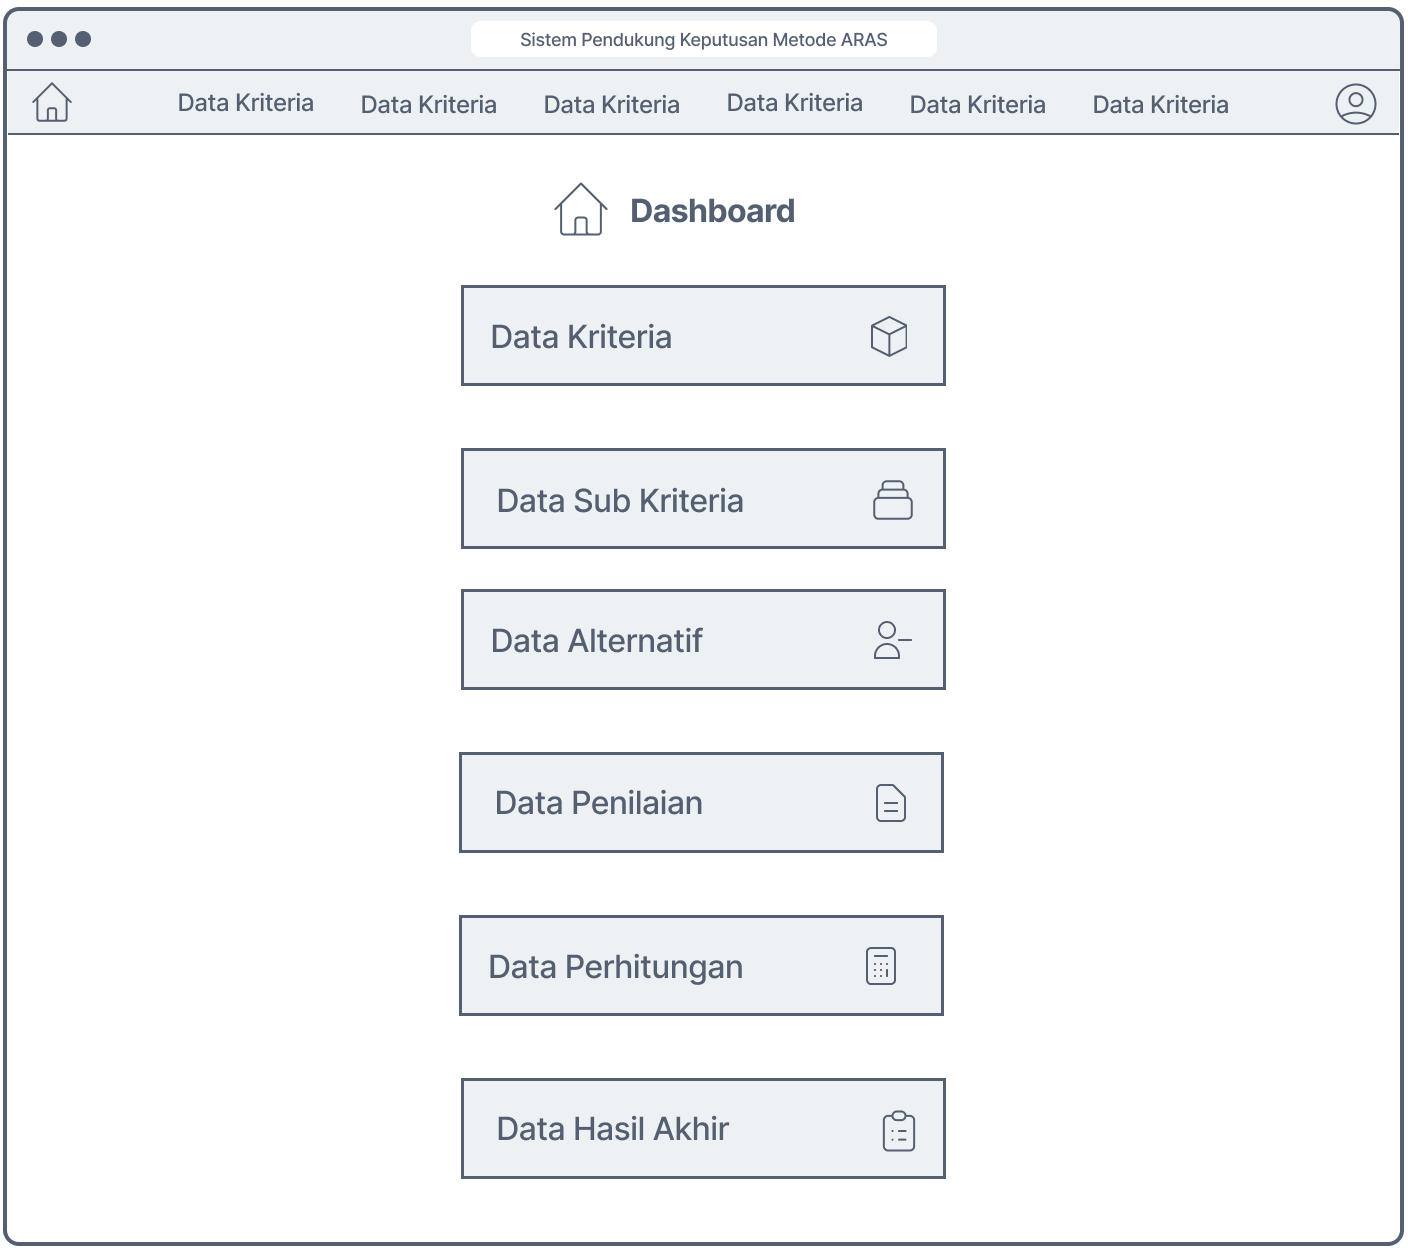 Sistem Pendukung Keputusan Metode ARAS
Data Kriteria Data Kriteria Data Kriteria Data Kriteria Data Kriteria Data Kriteria
Dashboard
Data Kriteria
Data Sub Kriteria
Data Alternatif
Data Penilaian
Data Perhitungan
Data Hasil Akhir